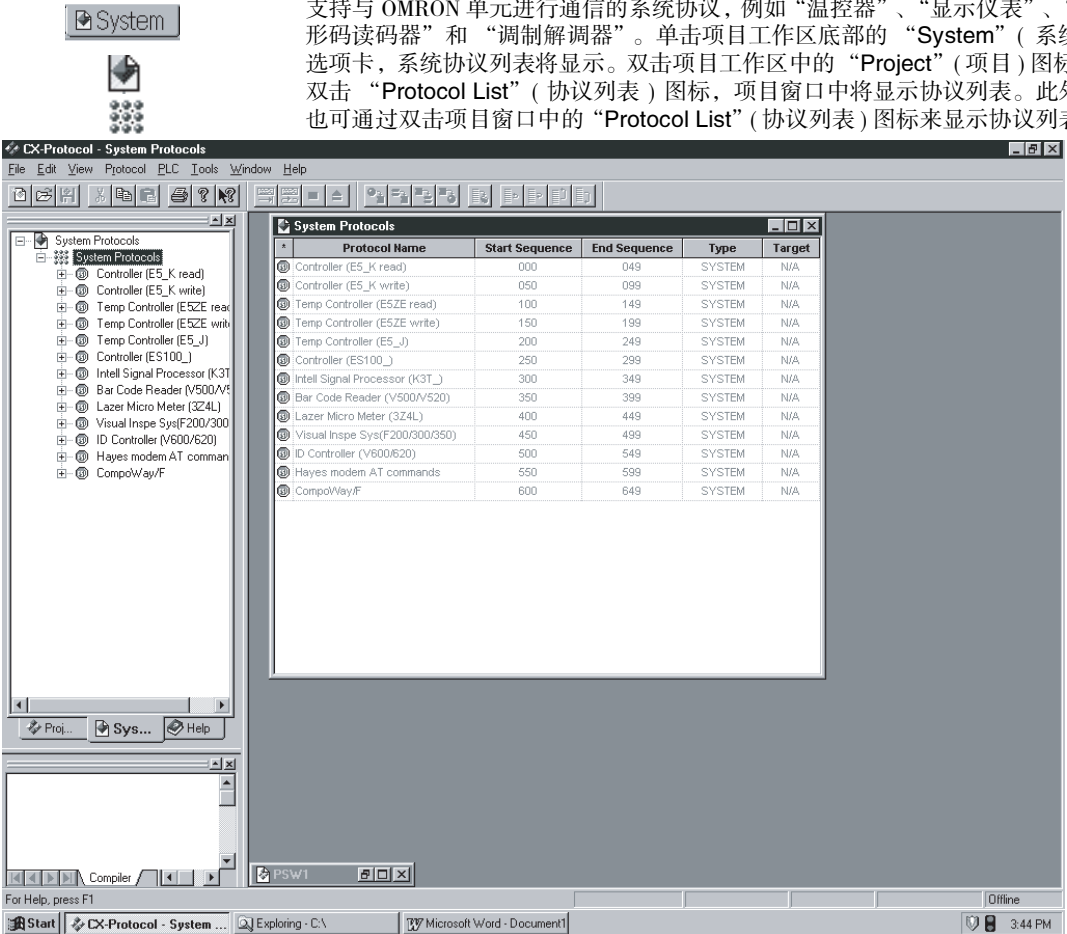 System
支持与 OMRON 单元进行通信的系统协议, 例如“温控器”、“显示仪表”、
形码读码器”和 “调制解调器”。单击项目工作区底部的 “System”( 系
选项卡, 系统协议列表将显示。双击项目工作区中的“Project”(项目)图
双击 “Protocol List”( 协议列表 ) 图标, 项目窗口中将显示协议列表。此
也可通过双击项目窗口中的“Protocol List”(协议列表)图标来显示协议列
CX-Protocol - System Protocols
File Edit View Protocol PLC Tools Window Help
System Protocols
System Protocols
Controller (E5_K read)
Controller (E5_K write)
Temp Controller (E5ZE read
Temp Controller (E5ZE writ
Temp Controller (E5_J)
Controller (ES100_)
Intell Signal Processor (K3T
Bar Code Reader (V500/V5
Lazer Micro Meter (3Z4L)
Visual Inspe Sys(F200/300
ID Controller (V600/620)
Hayes modem AT comman
CompoWay/F
Proj... Sys... Help
System Protocols
* Protocol Name Start Sequence End Sequence Type Target
Controller (E5_K read) 000 049 SYSTEM N/A
Controller (E5_K write) 050 099 SYSTEM N/A
Temp Controller (E5ZE read) 100 149 SYSTEM N/A
Temp Controller (E5ZE write) 150 199 SYSTEM N/A
Temp Controller (E5_J) 200 249 SYSTEM N/A
Controller (ES100_) 250 299 SYSTEM N/A
Intell Signal Processor (K3T_) 300 349 SYSTEM N/A
Bar Code Reader (V500/V520) 350 399 SYSTEM N/A
Lazer Micro Meter (3Z4L) 400 449 SYSTEM N/A
Visual Inspe Sys(F200/300/350) 450 499 SYSTEM N/A
ID Controller (V600/620) 500 549 SYSTEM N/A
Hayes modem AT commands 550 599 SYSTEM N/A
CompoWay/F 600 649 SYSTEM N/A
Compiler
PSW1
For Help, press F1 Offline
Start CX-Protocol - System ... Exploring - C:\ Microsoft Word - Document1 3:44 PM